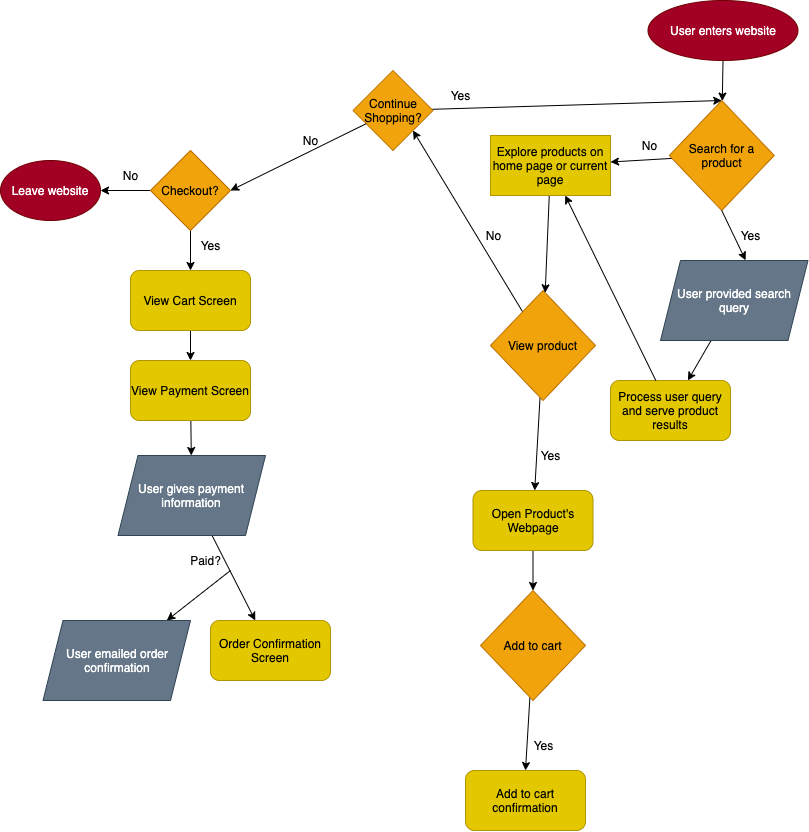 User enters website
Continue
Shopping?
Yes
Search for a
product
No
Explore products on
home page or current
page
No
Checkout?
No
Leave website
Yes
Yes
No
View Cart Screen
User provided search
query
View product
View Payment Screen
Process user query
and serve product
results
Yes
User gives payment
information
Open Product's
Webpage
Paid?
User emailed order
confirmation
Order Confirmation
Screen
Add to cart
Yes
Add to cart
confirmation